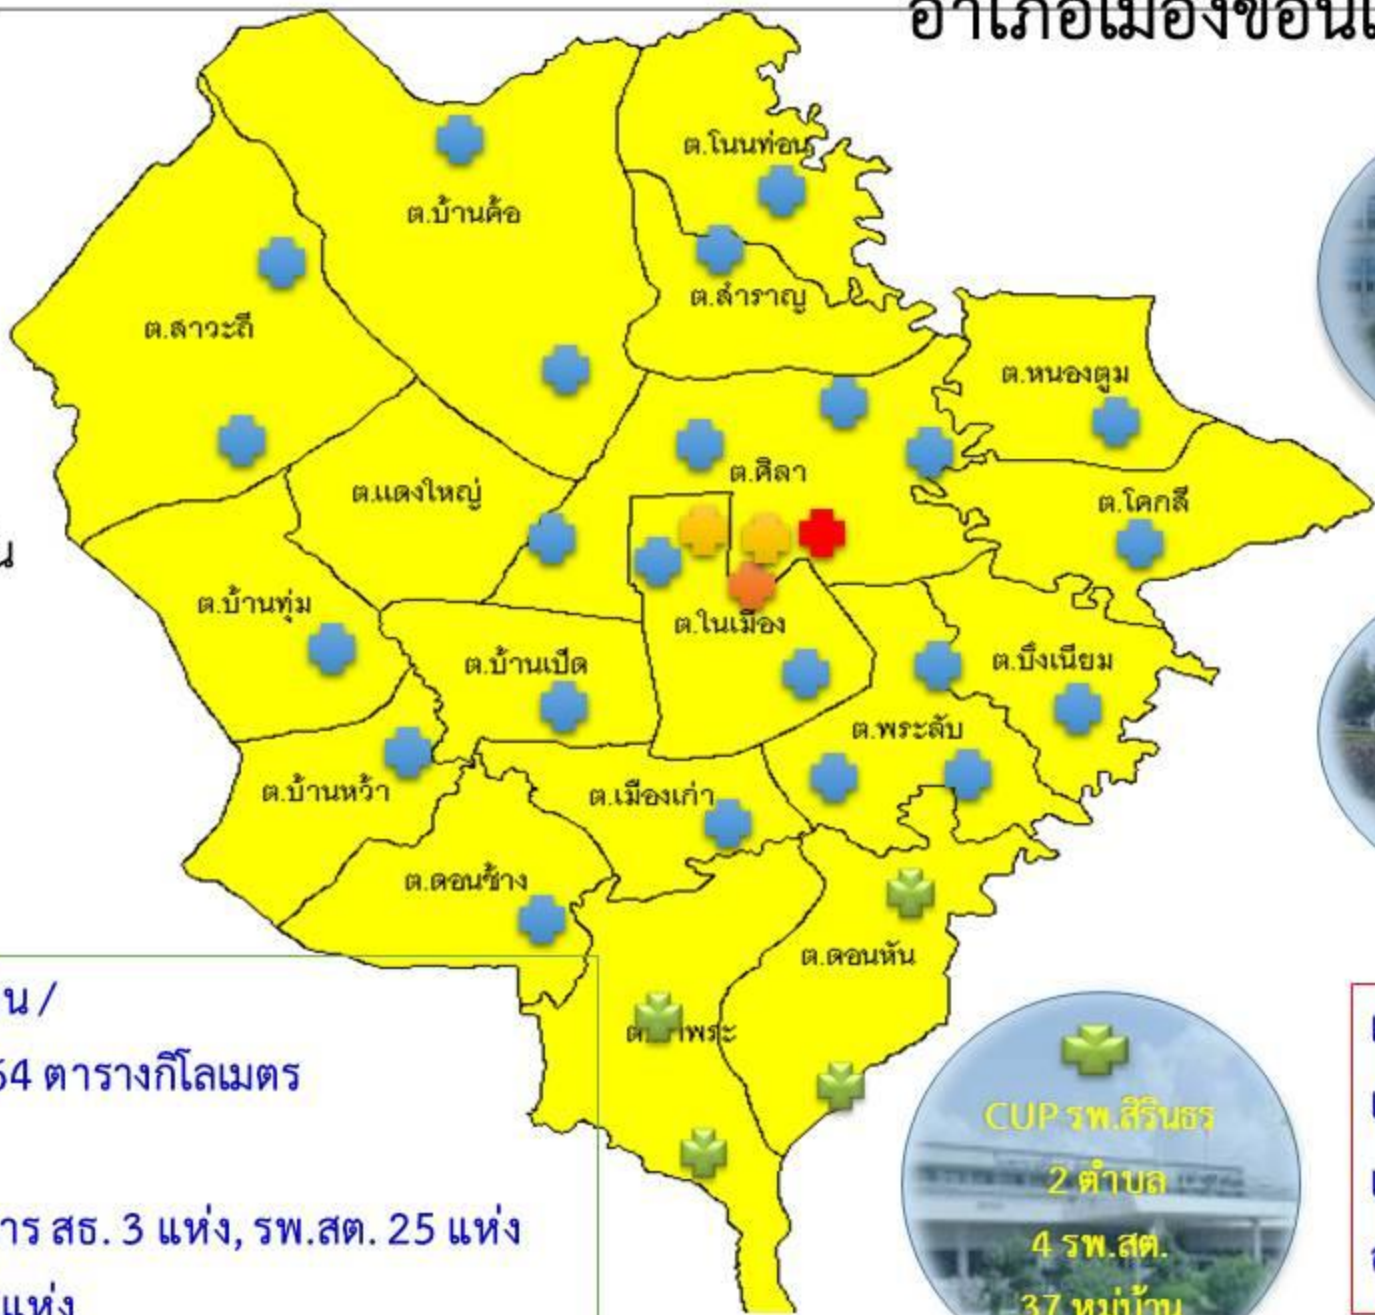 อำเภอเมืองขอนแ
ต.โนนท่อน
ต.บ้านค้อ
ต.สำราญ
ต.สาวะถี
ต.หนองตูม
ต.ศิลา
ต.แดงใหญ่
ต.โคกสี
น
ต.บ้านทุ่ม
ต.ในเมือง
ต.บ้านเป็ด
ต.บึงเนียม
ต.พระลับ
ต.บ้านหว้า
ต.เมืองเก่า
ต.ดอนช้าง
ต.ดอนหัน
พระ
น /
64 ตารางกิโลเมตร
าร สธ. 3 แห่ง, รพ.สต. 25 แห่ง
แห่ง
CUP รพ.สิรินธร
2 ตำบล
4 รพ.สต.
37 หมู่บ้าน